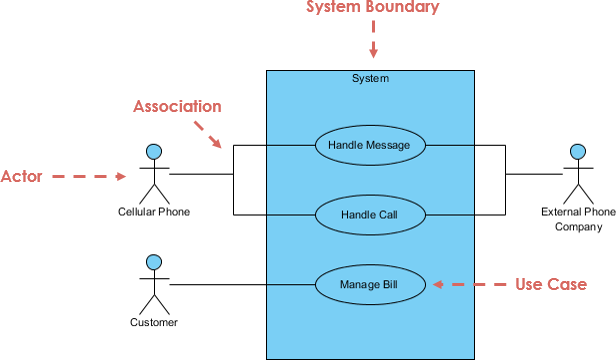 System Boundary
System
Association
Handle Message
Actor
Cellular Phone
Handle Call
External Phone
Company
Manage Bill
Use Case
Customer